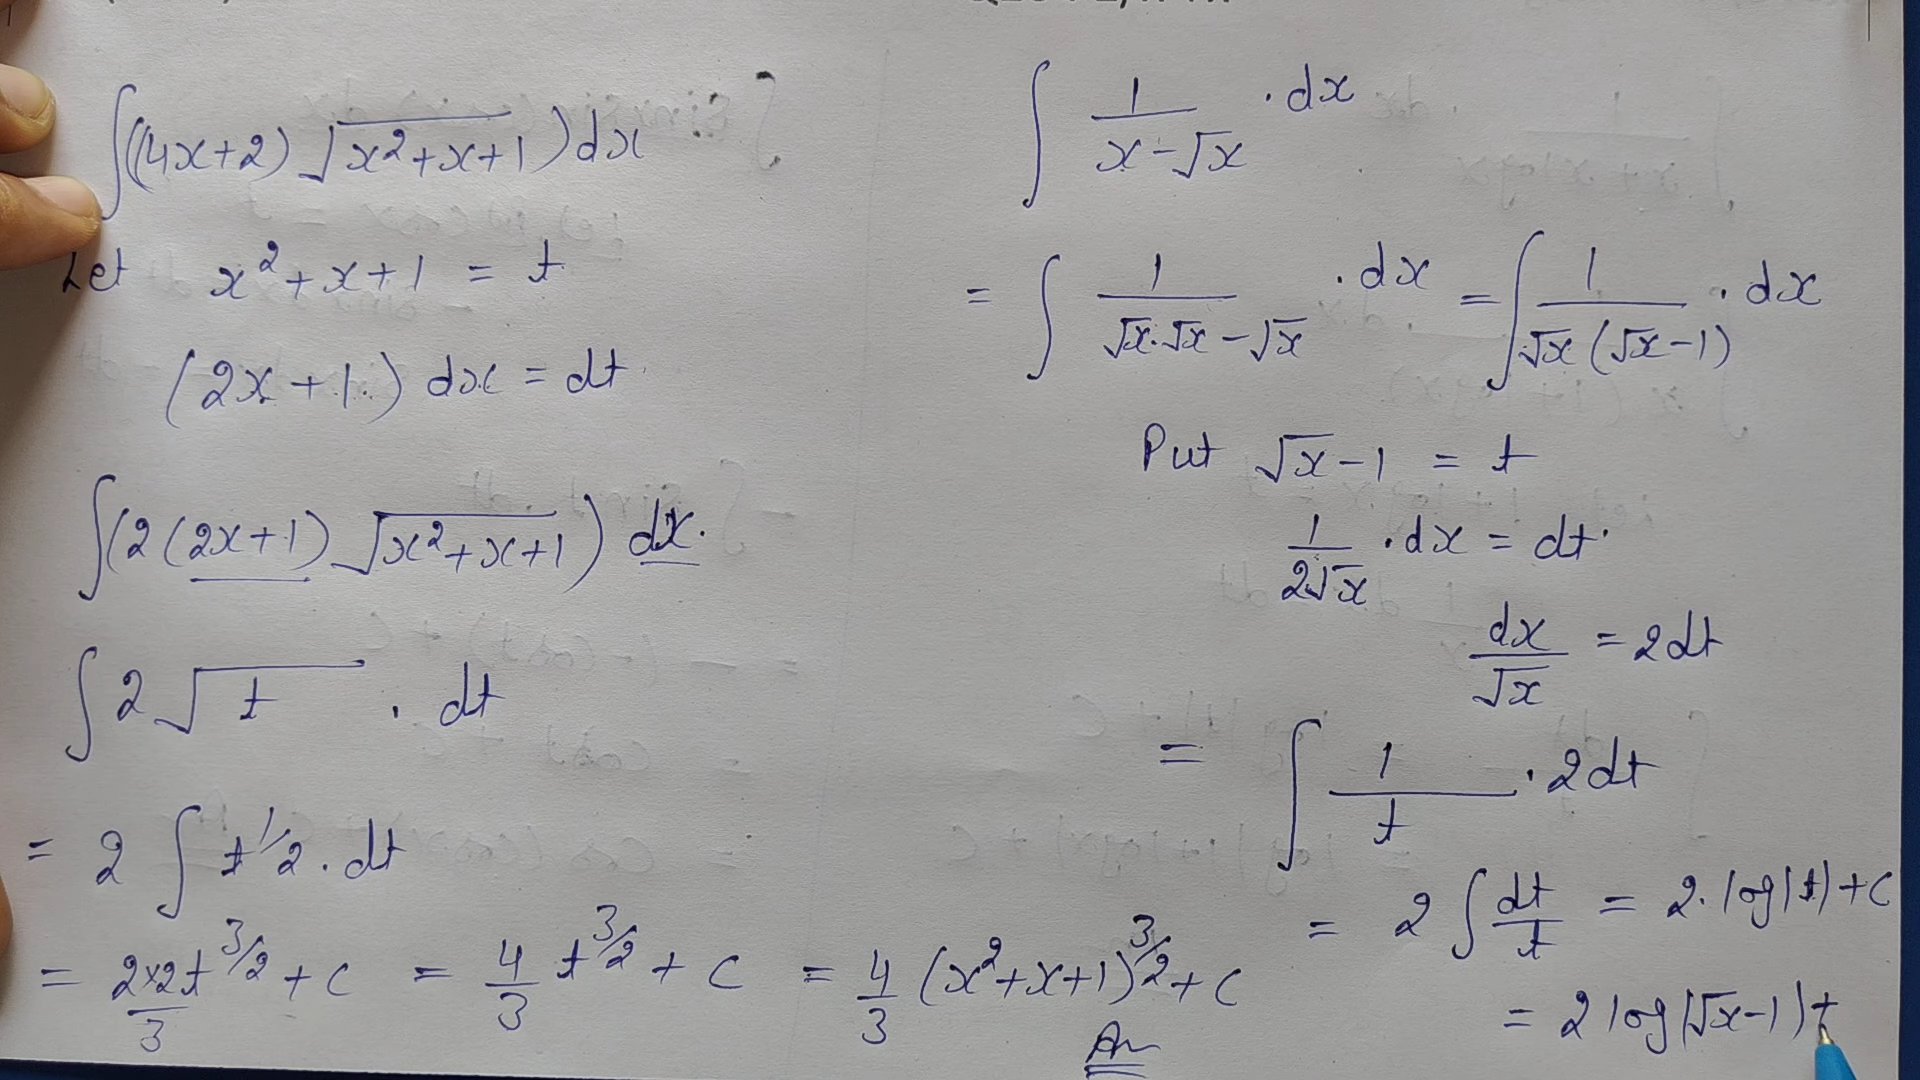 ∫((4x+2) √(x²+x+1)) dx
Let x²+x+1 = t
(2x+1) dx = dt
∫(2(2x+1) √(x²+x+1)) dx.
∫ 2√t . dt
= 2 ∫ t^1/2 . dt
= 2×2t^3/2 / 3 + c = 4/3 t^3/2 + c = 4/3 (x²+x+1)^3/2 + c
An
∫ 1/(x-√x) . dx
= ∫ 1/(√x.√x - √x) . dx = ∫ 1/(√x (√x-1)) . dx
Put √x-1 = t
1/(2√x) . dx = dt.
dx/√x = 2dt
= ∫ 1/t . 2dt
= 2 ∫ dt/t = 2. log|t| + c
= 2 log|√x-1| +